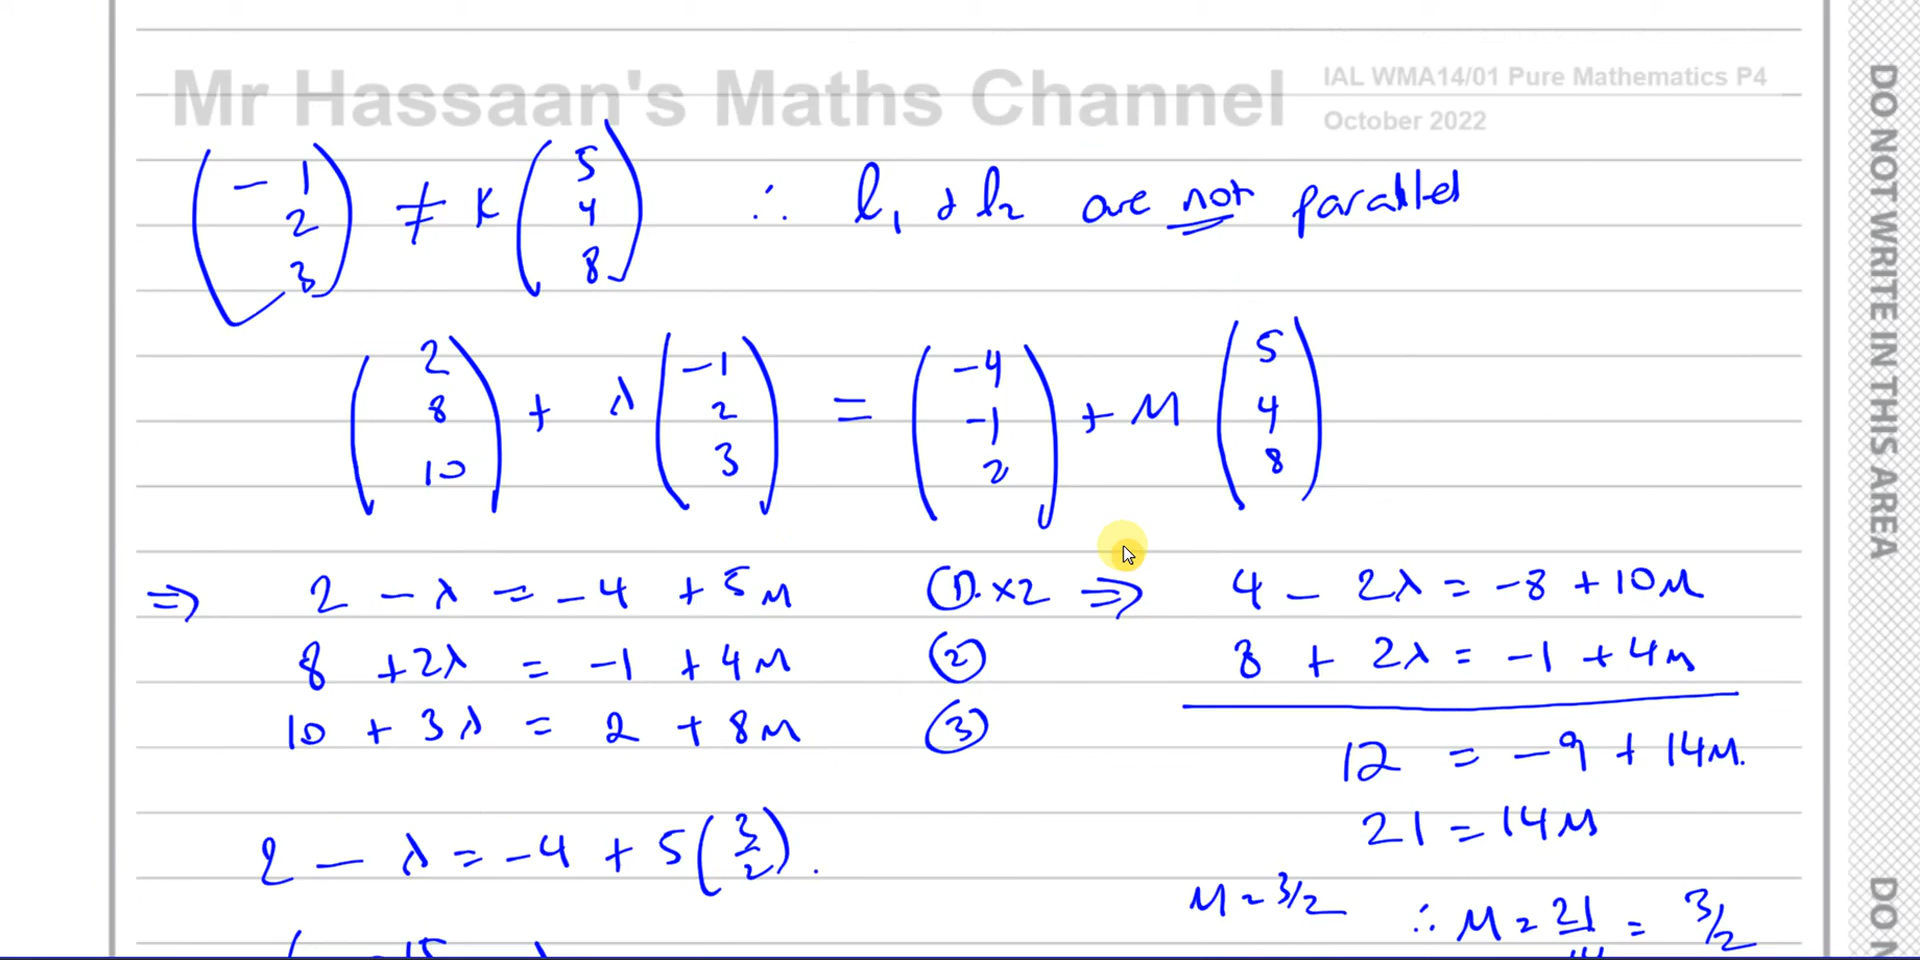 Mr Hassaan's Maths Channel
IAL WMA14/01 Pure Mathematics P4
October 2022
(-1 2 3) ≠ k (5 4 8) ∴ l₁ & l₂ are not parallel
(2 8 10) + λ (-1 2 3) = (-4 -1 2) + μ (5 4 8)
⇒ 2 - λ = -4 + 5μ ①.×2 ⇒ 4 - 2λ = -8 + 10μ
8 + 2λ = -1 + 4μ ② 8 + 2λ = -1 + 4μ
10 + 3λ = 2 + 8μ ③
12 = -9 + 14μ.
21 = 14μ
2 - λ = -4 + 5(3/2).
μ = 3/2 ∴ μ = 21/14 = 3/2
DO NOT WRITE IN THIS AREA
DO NO